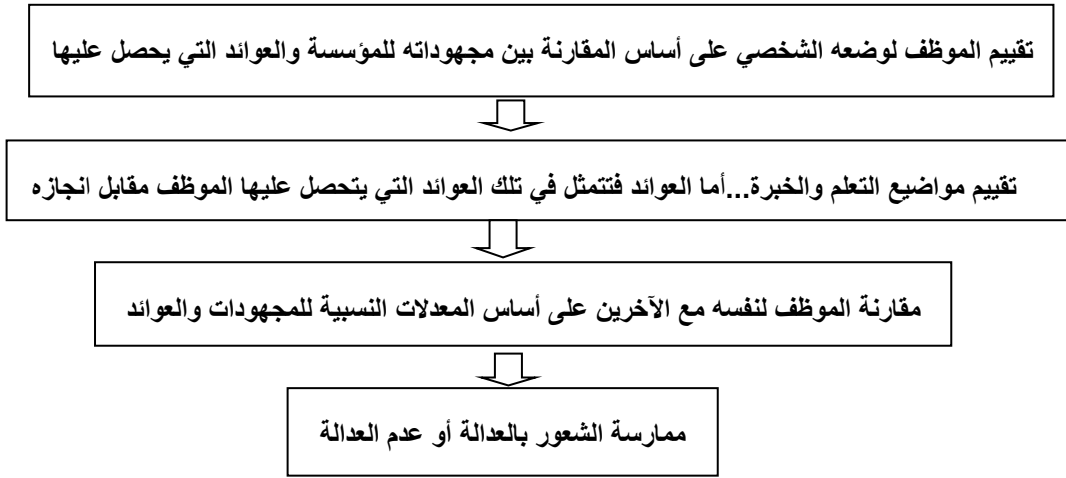 تقييم الموظف لوضعه الشخصي على أساس المقارنة بين مجهوداته للمؤسسة والعوائد التي يحصل عليها
تقييم مواضيع التعلم والخبرة...أما العوائد فتتمثل في تلك العوائد التي يتحصل عليها الموظف مقابل انجازه
مقارنة الموظف لنفسه مع الآخرين على أساس المعدلات النسبية للمجهودات والعوائد
ممارسة الشعور بالعدالة أو عدم العدالة